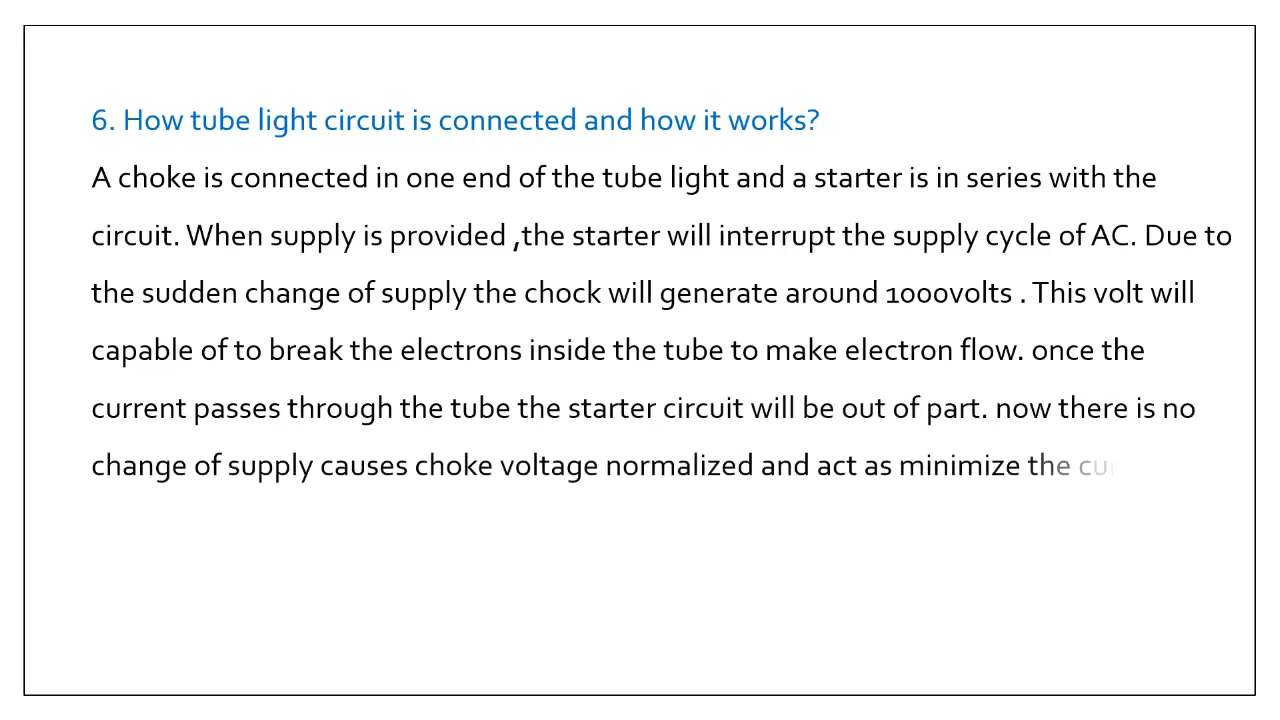 6. How tube light circuit is connected and how it works?
A choke is connected in one end of the tube light and a starter is in series with the
circuit. When supply is provided ,the starter will interrupt the supply cycle of AC. Due to
the sudden change of supply the chock will generate around 1000volts . This volt will
capable of to break the electrons inside the tube to make electron flow. once the
current passes through the tube the starter circuit will be out of part. now there is no
change of supply causes choke voltage normalized and act as minimize the